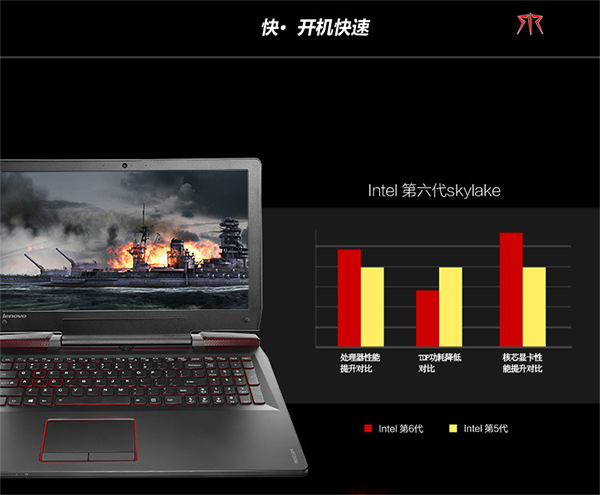 快· 开机快速
Intel 第六代skylake
lenovo
处理器性能
提升对比
TDP功耗降低
对比
核芯显卡性
能提升对比
Intel 第6代
Intel 第5代